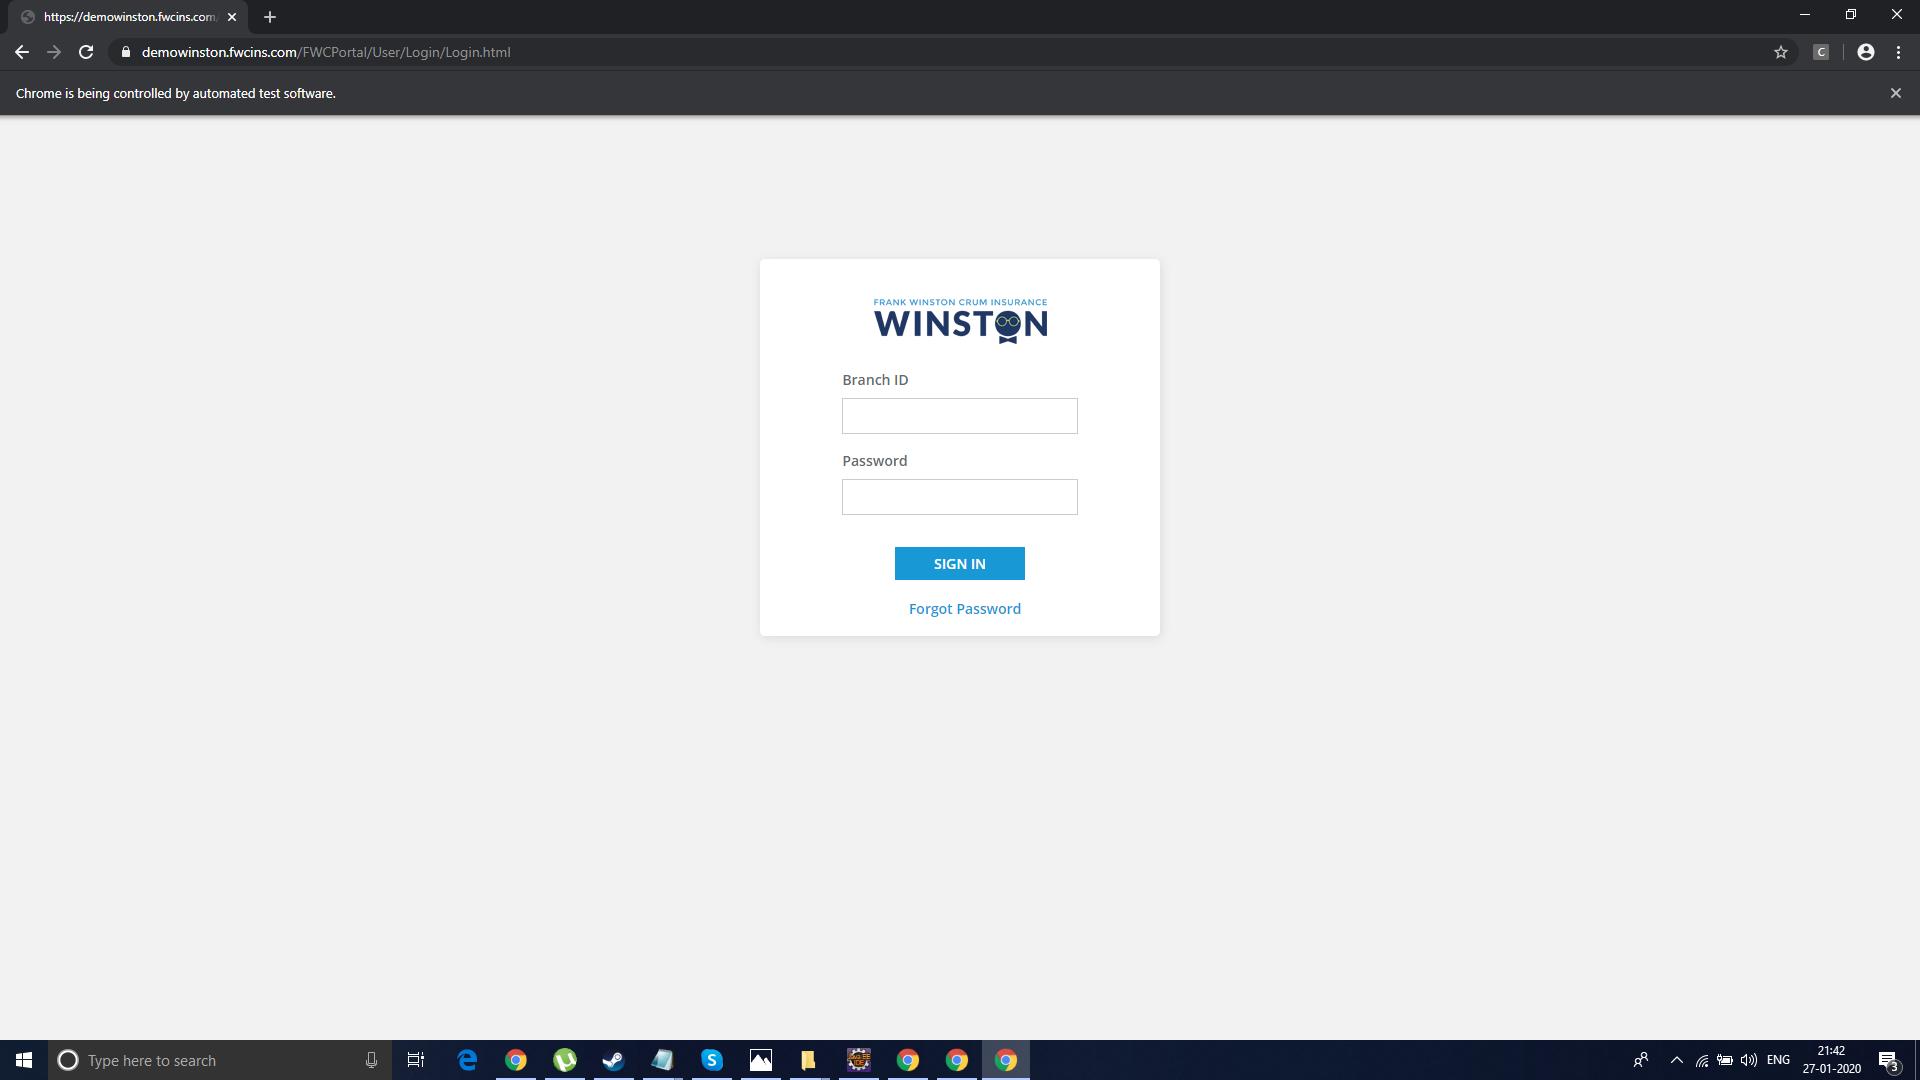 https://demowinston.fwcins.com/
demowinston.fwcins.com/FWCPortal/User/Login/Login.html
C
Chrome is being controlled by automated test software.
FRANK WINSTON CRUM INSURANCE
WINSTON
Branch ID
Password
SIGN IN
Forgot Password
Type here to search
ENG
21:42
27-01-2020
3